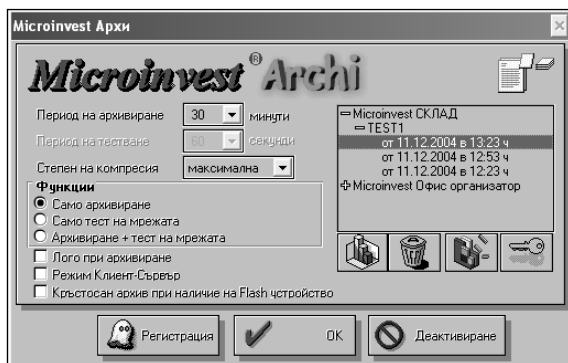 Microinvest Архи
Microinvest® Archi
Период на архивиране 30 минути
Период на тестване 60 секунди
Степен на компресия максимална
Функции
Само архивиране
Само тест на мрежата
Архивиране + тест на мрежата
Лого при архивиране
Режим Клиент-Сървър
Кръстосан архив при наличие на Flash устройство
Microinvest СКЛАД
TEST1
от 11.12.2004 в 13:23 ч
от 11.12.2004 в 12:53 ч
от 11.12.2004 в 12:23 ч
Microinvest Офис организатор
Регистрация
OK
Деактивиране